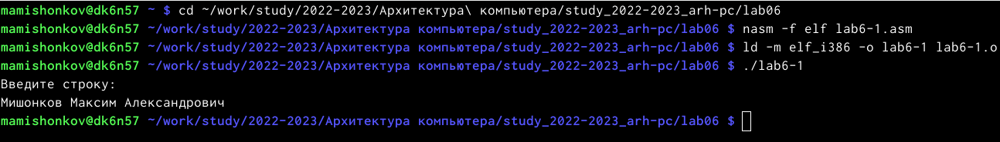 mamishonkov@dk6n57 ~ $ cd ~/work/study/2022-2023/Архитектура\ компьютера/study_2022-2023_arh-pc/lab06
mamishonkov@dk6n57 ~/work/study/2022-2023/Архитектура компьютера/study_2022-2023_arh-pc/lab06 $ nasm -f elf lab6-1.asm
mamishonkov@dk6n57 ~/work/study/2022-2023/Архитектура компьютера/study_2022-2023_arh-pc/lab06 $ ld -m elf_i386 -o lab6-1 lab6-1.o
mamishonkov@dk6n57 ~/work/study/2022-2023/Архитектура компьютера/study_2022-2023_arh-pc/lab06 $ ./lab6-1
Введите строку:
Мишонков Максим Александрович
mamishonkov@dk6n57 ~/work/study/2022-2023/Архитектура компьютера/study_2022-2023_arh-pc/lab06 $